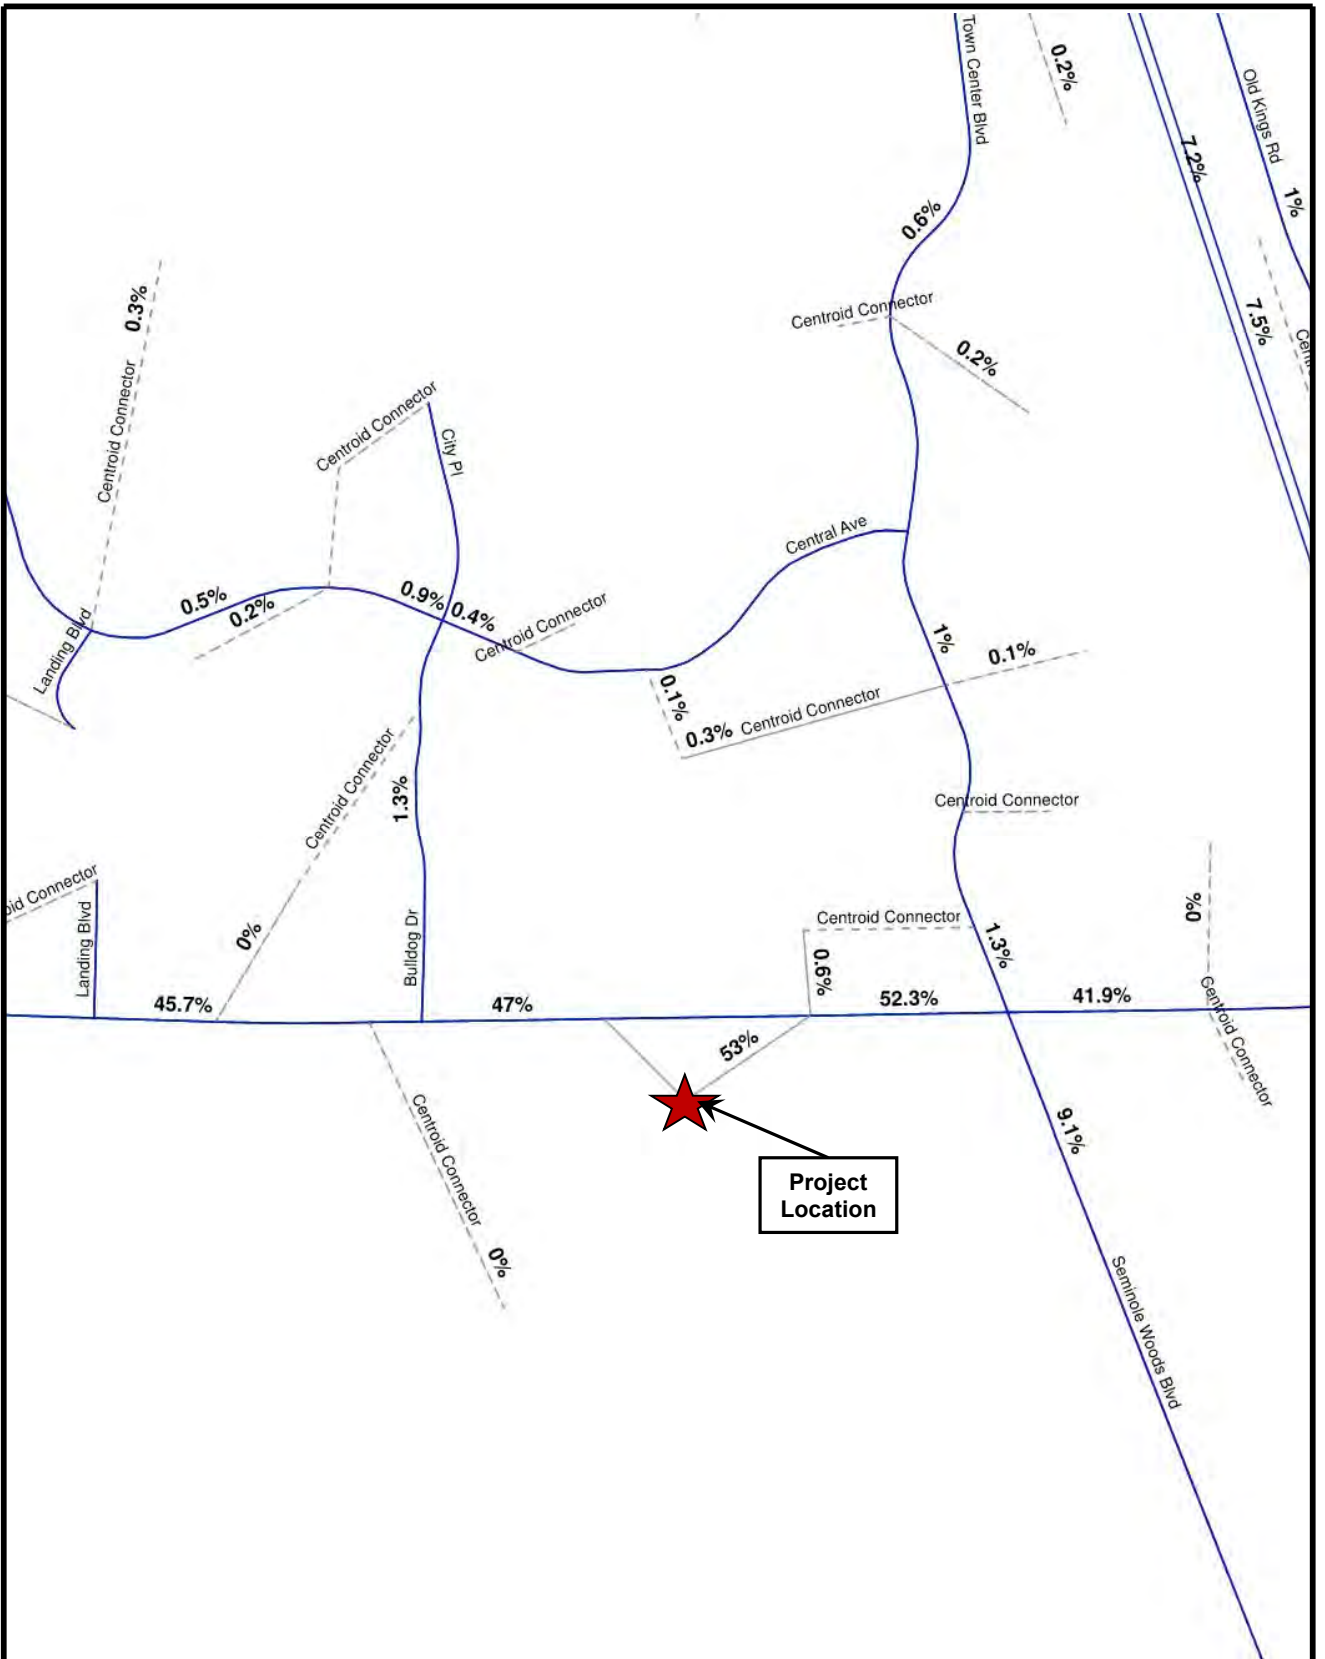 Town Center Blvd
0.2%
Old Kings Rd
7.2%
1%
0.6%
0.3%
Centroid Connector
7.5%
0.2%
Centroid Connector
Centroid Connector
City Pl
Central Ave
0.5%
0.2%
0.9%
0.4%
Centroid Connector
Landing Blvd
1%
0.1%
0.1%
0.3%
Centroid Connector
Centroid Connector
1.3%
Centroid Connector
oid Connector
Landing Blvd
0%
Bulldog Dr
Centroid Connector
0.6%
1.3%
0%
45.7%
47%
52.3%
41.9%
Centroid Connector
53%
Centroid Connector
9.1%
Project
Location
0%
Seminole Woods Blvd